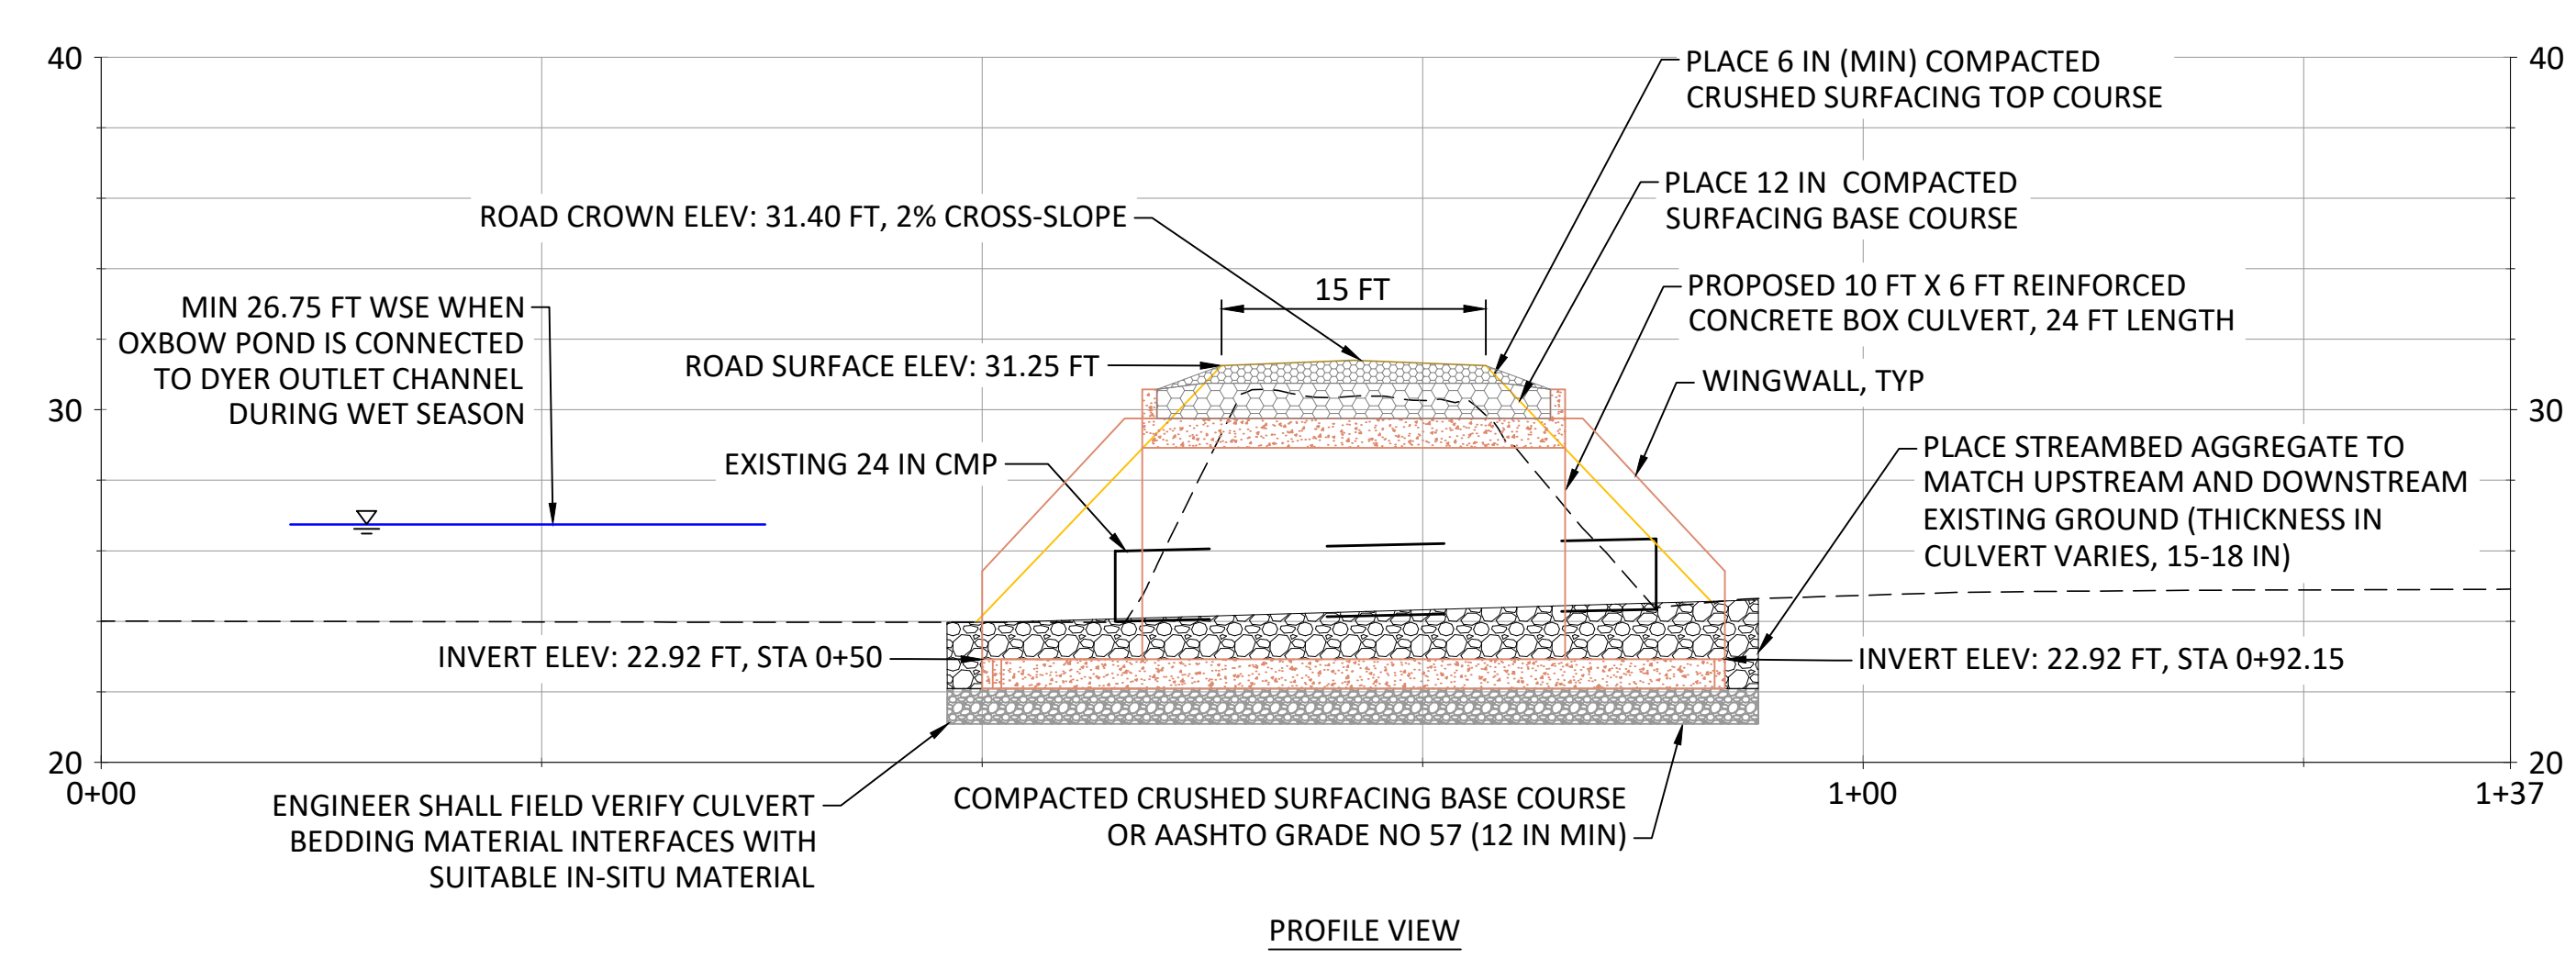 40
40
PLACE 6 IN (MIN) COMPACTED
CRUSHED SURFACING TOP COURSE
PLACE 12 IN COMPACTED
SURFACING BASE COURSE
ROAD CROWN ELEV: 31.40 FT, 2% CROSS-SLOPE
15 FT
PROPOSED 10 FT X 6 FT REINFORCED
CONCRETE BOX CULVERT, 24 FT LENGTH
MIN 26.75 FT WSE WHEN
OXBOW POND IS CONNECTED
TO DYER OUTLET CHANNEL
DURING WET SEASON
ROAD SURFACE ELEV: 31.25 FT
WINGWALL, TYP
30
30
EXISTING 24 IN CMP
PLACE STREAMBED AGGREGATE TO
MATCH UPSTREAM AND DOWNSTREAM
EXISTING GROUND (THICKNESS IN
CULVERT VARIES, 15-18 IN)
INVERT ELEV: 22.92 FT, STA 0+50
INVERT ELEV: 22.92 FT, STA 0+92.15
20
20
0+00
1+00
1+37
ENGINEER SHALL FIELD VERIFY CULVERT
BEDDING MATERIAL INTERFACES WITH
SUITABLE IN-SITU MATERIAL
COMPACTED CRUSHED SURFACING BASE COURSE
OR AASHTO GRADE NO 57 (12 IN MIN)
PROFILE VIEW